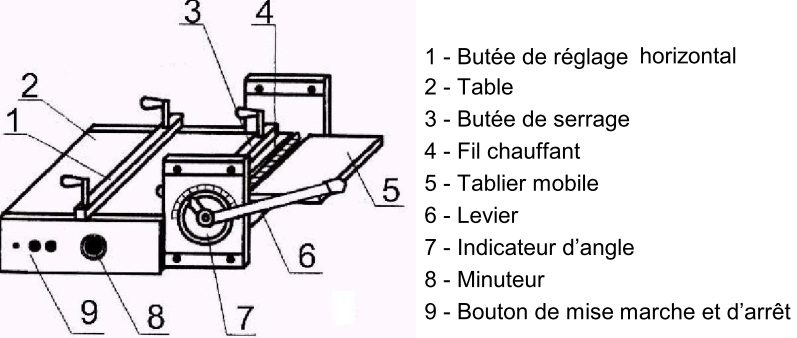 3
4
2
1
5
6
9
8
7
1 - Butée de réglage horizontal
2 - Table
3 - Butée de serrage
4 - Fil chauffant
5 - Tablier mobile
6 - Levier
7 - Indicateur d’angle
8 - Minuteur
9 - Bouton de mise marche et d’arrêt